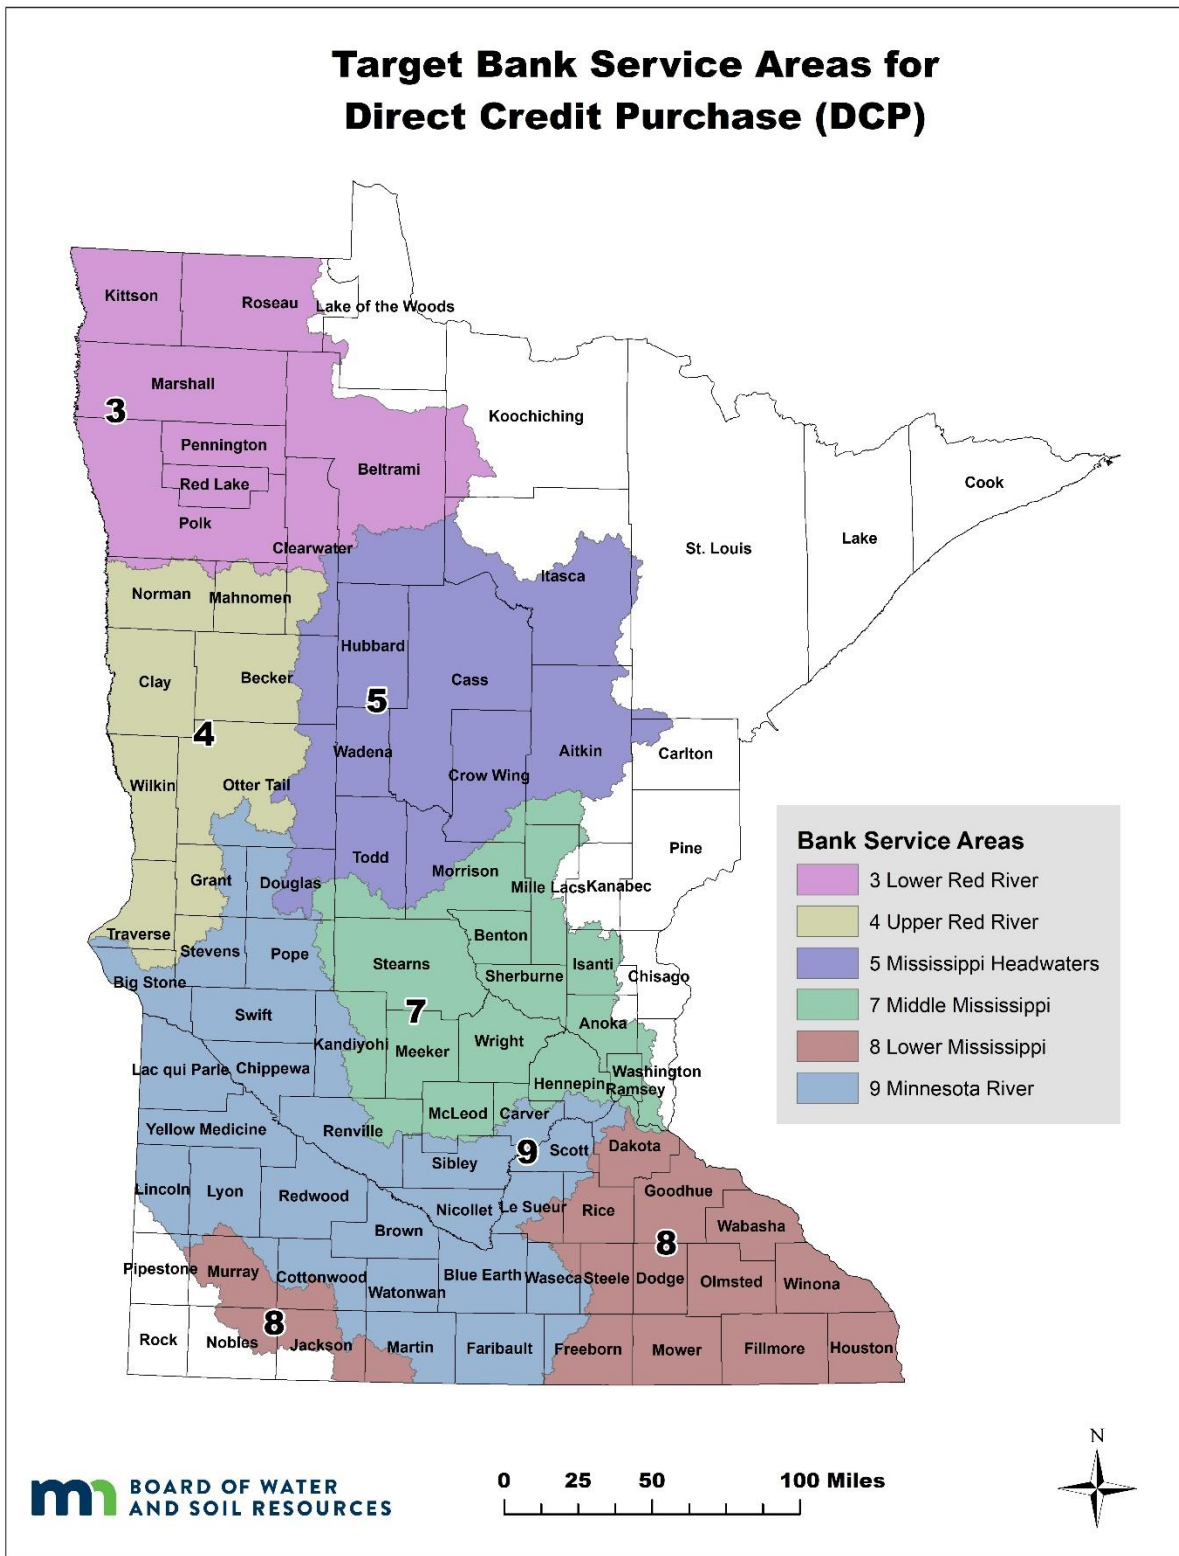 Target Bank Service Areas for
Direct Credit Purchase (DCP)
Kittson
Roseau
Lake of the Woods
Marshall
3
Koochiching
Pennington
Beltrami
Red Lake
Cook
Polk
Lake
Clearwater
St. Louis
Itasca
Norman
Mahnomen
Hubbard
Cass
Clay
Becker
5
4
Wadena
Aitkin
Carlton
Crow Wing
Wilkin
Otter Tail
Pine
Todd
Morrison
Grant
Douglas
Mille Lacs
Kanabec
Traverse
Benton
Stevens
Pope
Stearns
Isanti
Big Stone
Sherburne
Chisago
7
Swift
Anoka
Kandiyohi
Meeker
Wright
Lac qui Parle
Chippewa
Washington
Hennepin
Ramsey
McLeod
Carver
Yellow Medicine
Renville
Dakota
9
Scott
Sibley
Lincoln
Lyon
Redwood
Goodhue
Nicollet
Le Sueur
Rice
Brown
Wabasha
8
Pipestone
Murray
Cottonwood
Blue Earth
Waseca
Steele
Dodge
Olmsted
Winona
Watonwan
8
Rock
Nobles
Jackson
Martin
Faribault
Freeborn
Mower
Fillmore
Houston
Bank Service Areas
3 Lower Red River
4 Upper Red River
5 Mississippi Headwaters
7 Middle Mississippi
8 Lower Mississippi
9 Minnesota River
mn BOARD OF WATER
AND SOIL RESOURCES
0 25 50 100 Miles
N